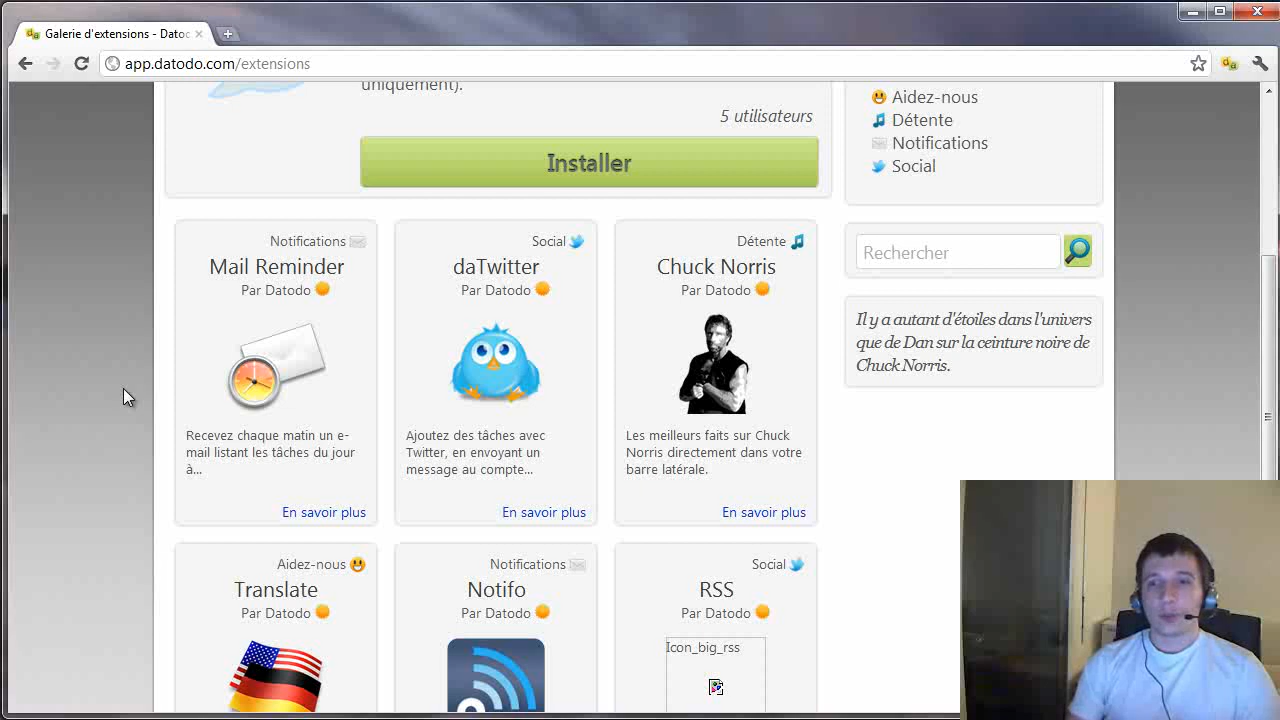 Galerie d'extensions - Datoc
app.datodo.com/extensions
uniquement).
5 utilisateurs
Installer
Aidez-nous
Détente
Notifications
Social
Rechercher
Il y a autant d'étoiles dans l'univers
que de Dan sur la ceinture noire de
Chuck Norris.
Notifications
Mail Reminder
Par Datodo
Recevez chaque matin un e-
mail listant les tâches du jour
à...
En savoir plus
Social
daTwitter
Par Datodo
Ajoutez des tâches avec
Twitter, en envoyant un
message au compte...
En savoir plus
Détente
Chuck Norris
Par Datodo
Les meilleurs faits sur Chuck
Norris directement dans votre
barre latérale.
En savoir plus
Aidez-nous
Translate
Par Datodo
Notifications
Notifo
Par Datodo
Social
RSS
Par Datodo
Icon_big_rss